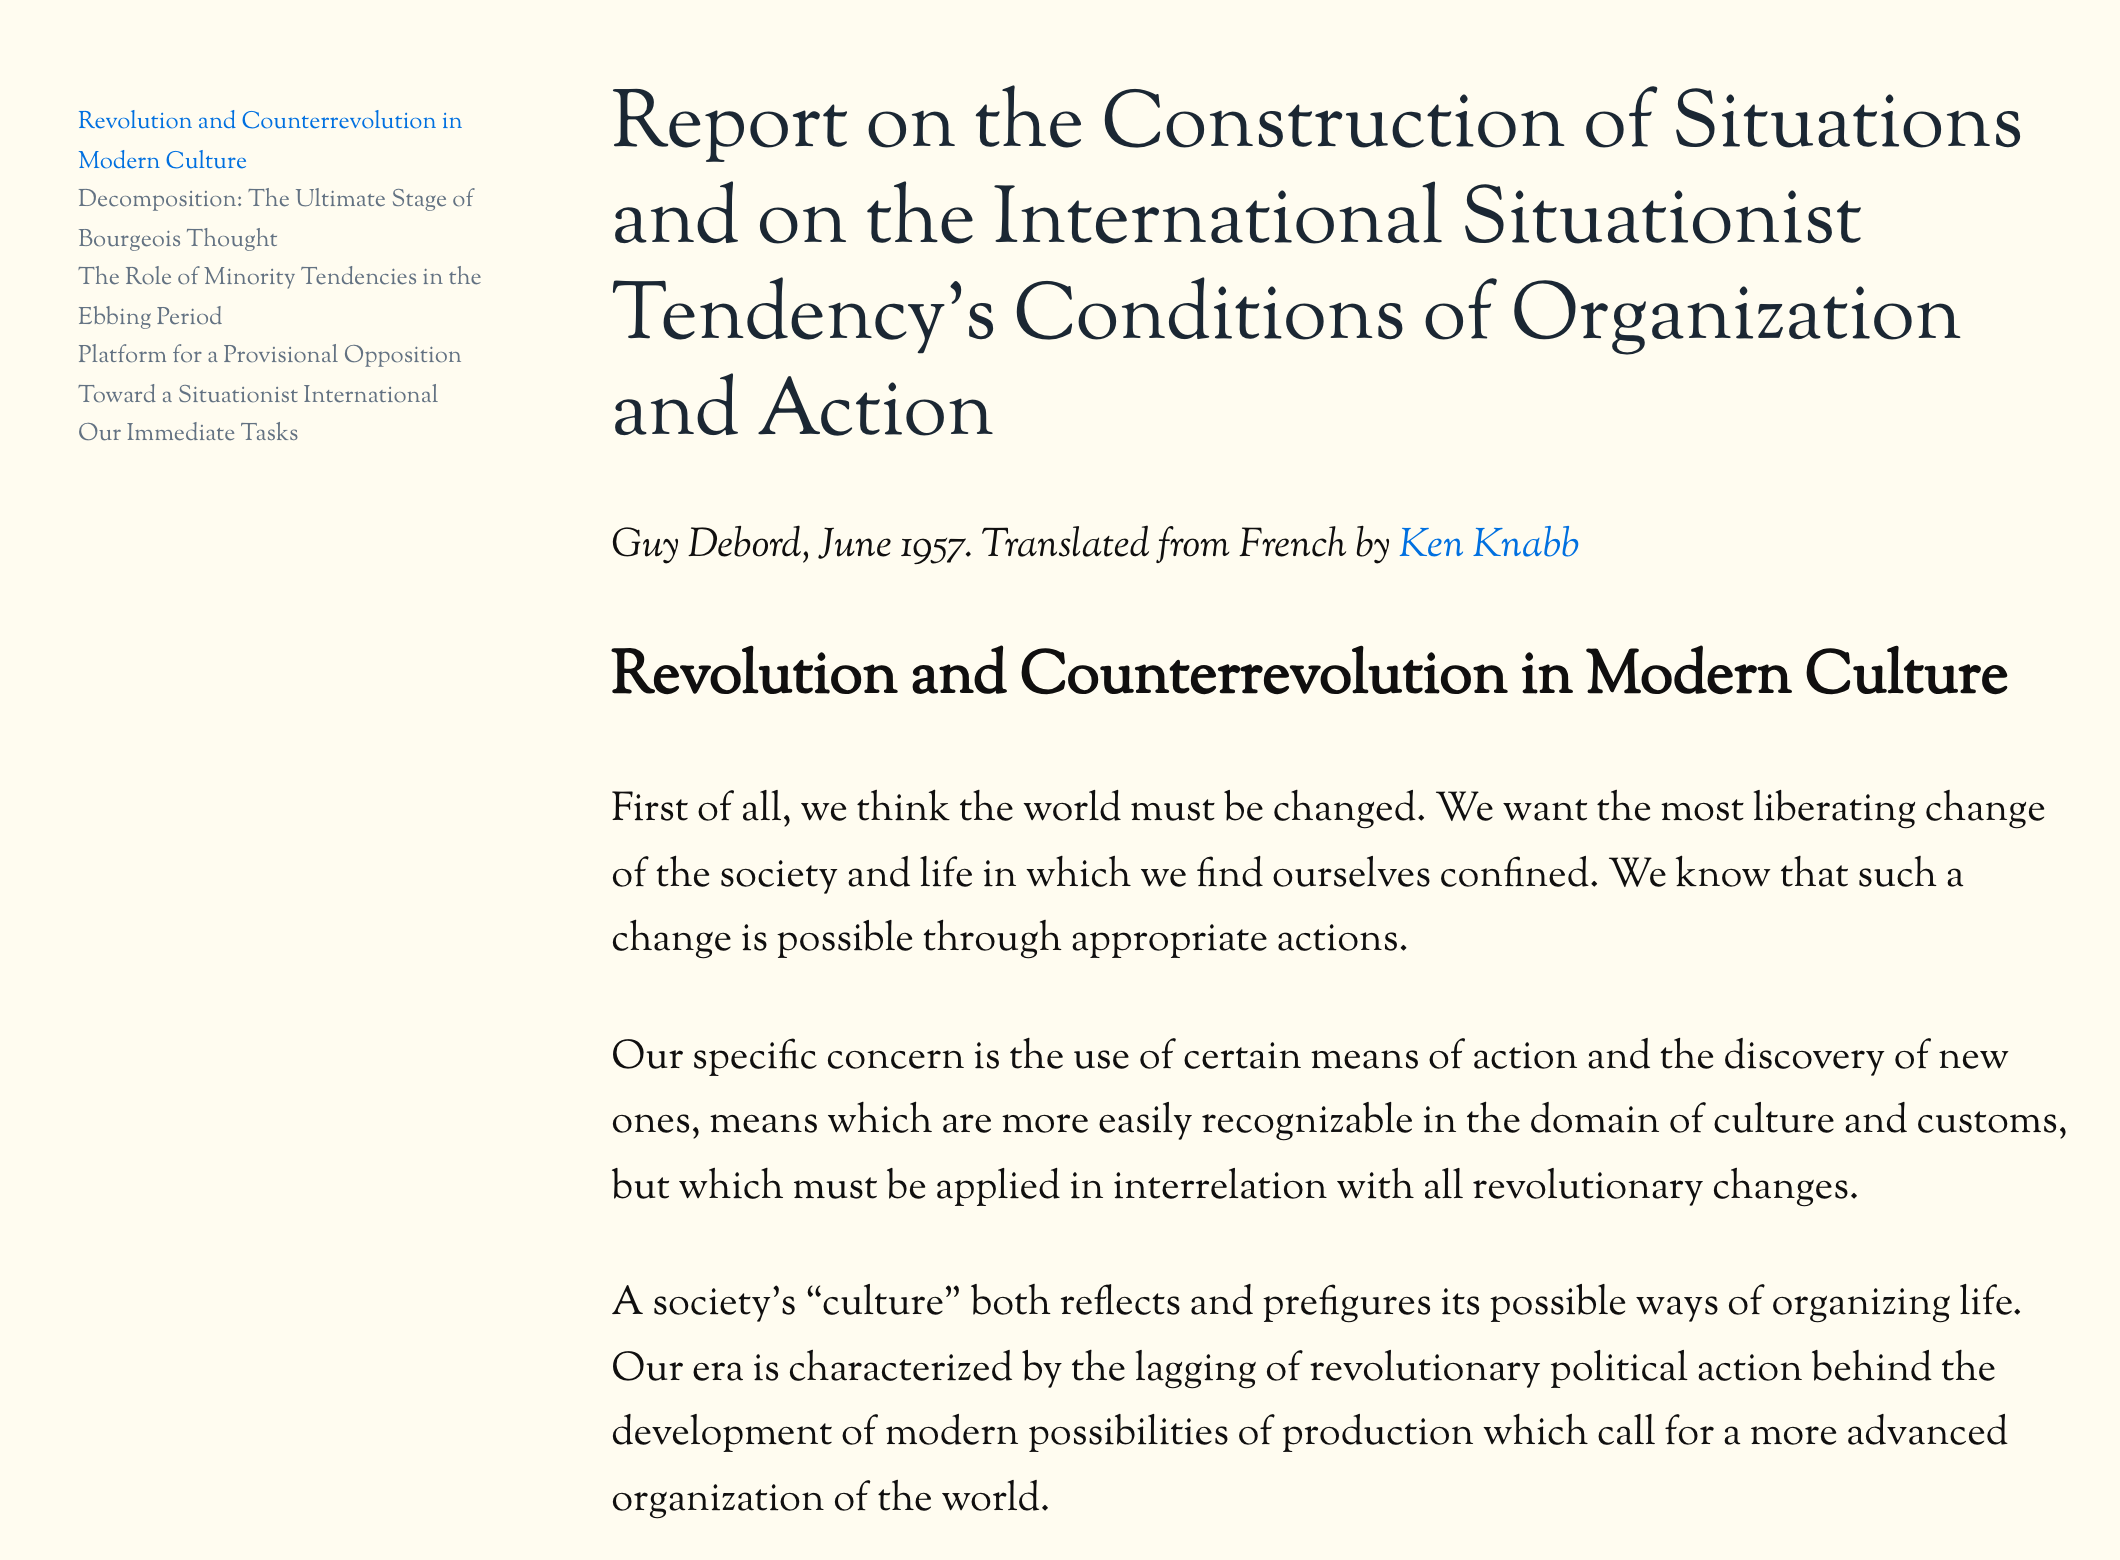 Revolution and Counterrevolution in
Modern Culture
Decomposition: The Ultimate Stage of
Bourgeois Thought
The Role of Minority Tendencies in the
Ebbing Period
Platform for a Provisional Opposition
Toward a Situationist International
Our Immediate Tasks
Report on the Construction of Situations
and on the International Situationist
Tendency’s Conditions of Organization
and Action
Guy Debord, June 1957. Translated from French by Ken Knabb
Revolution and Counterrevolution in Modern Culture
First of all, we think the world must be changed. We want the most liberating change
of the society and life in which we find ourselves confined. We know that such a
change is possible through appropriate actions.
Our specific concern is the use of certain means of action and the discovery of new
ones, means which are more easily recognizable in the domain of culture and customs,
but which must be applied in interrelation with all revolutionary changes.
A society’s “culture” both reflects and prefigures its possible ways of organizing life.
Our era is characterized by the lagging of revolutionary political action behind the
development of modern possibilities of production which call for a more advanced
organization of the world.